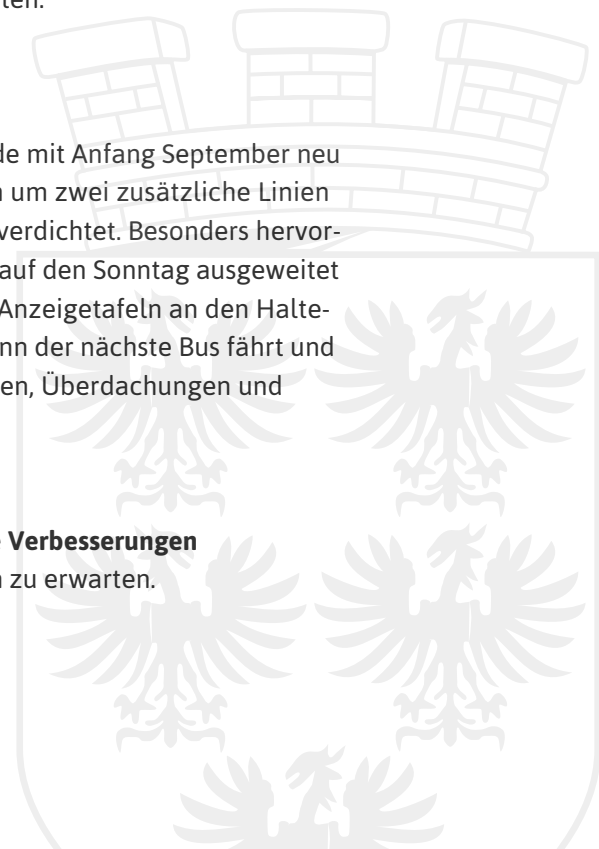 ten.
de mit Anfang September neu
um zwei zusätzliche Linien
verdichtet. Besonders hervor-
auf den Sonntag ausgeweitet
Anzeigetafeln an den Halte-
nn der nächste Bus fährt und
en, Überdachungen und
Verbesserungen
zu erwarten.